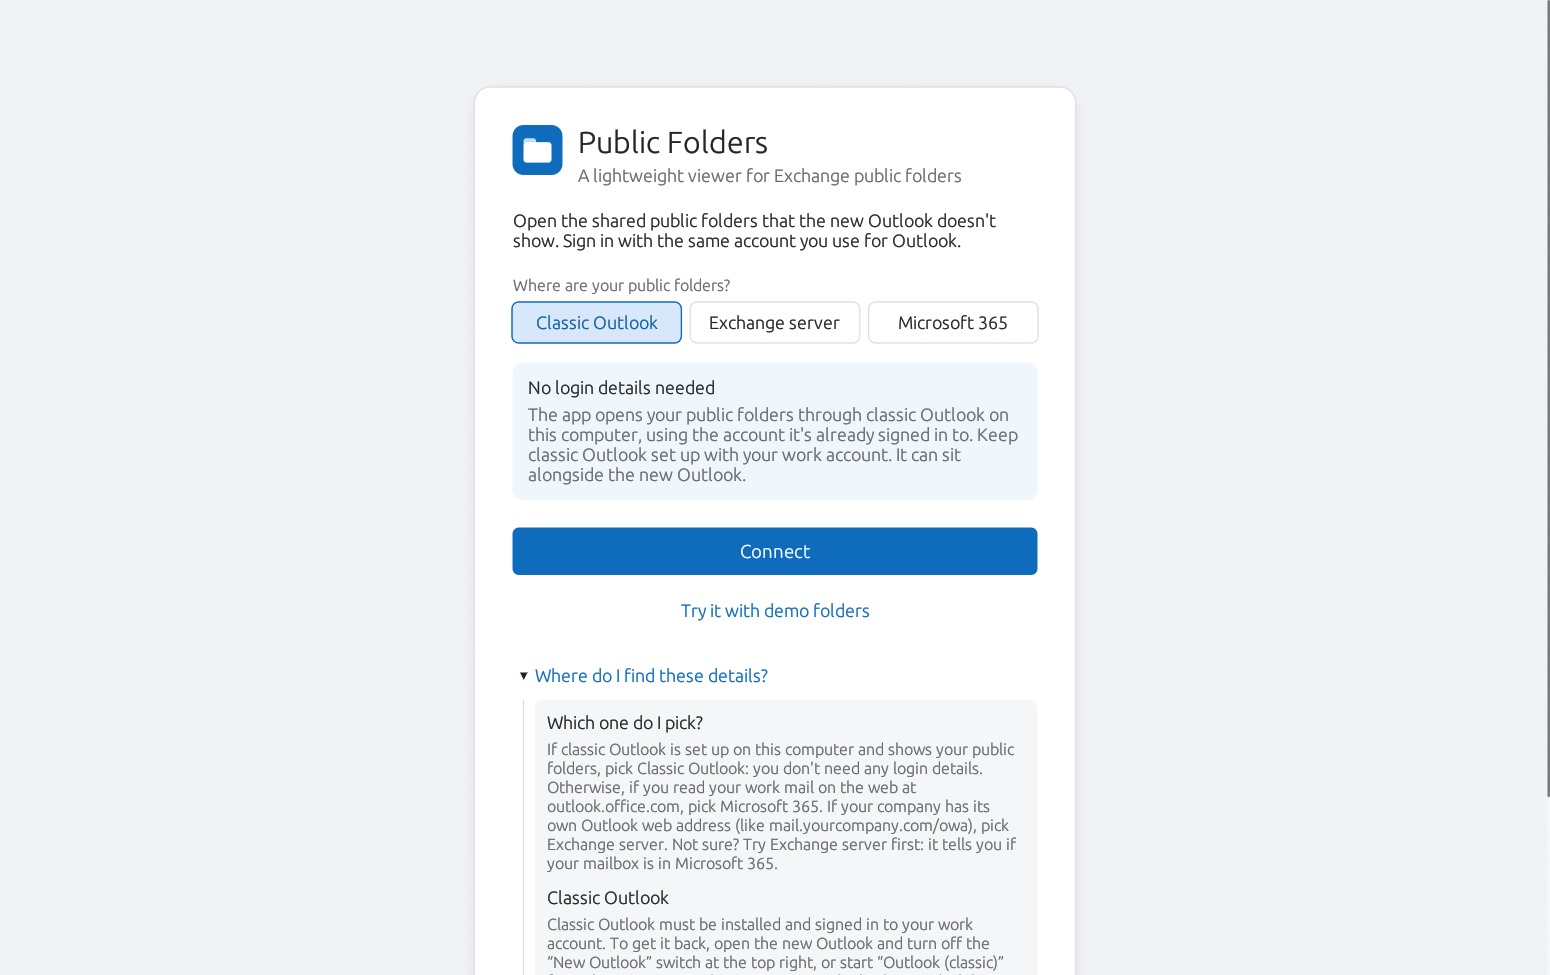 Public Folders
A lightweight viewer for Exchange public folders
Open the shared public folders that the new Outlook doesn't
show. Sign in with the same account you use for Outlook.
Where are your public folders?
Classic Outlook
Exchange server
Microsoft 365
No login details needed
The app opens your public folders through classic Outlook on
this computer, using the account it's already signed in to. Keep
classic Outlook set up with your work account. It can sit
alongside the new Outlook.
Connect
Try it with demo folders
▾ Where do I find these details?
Which one do I pick?
If classic Outlook is set up on this computer and shows your public
folders, pick Classic Outlook: you don't need any login details.
Otherwise, if you read your work mail on the web at
outlook.office.com, pick Microsoft 365. If your company has its
own Outlook web address (like mail.yourcompany.com/owa), pick
Exchange server. Not sure? Try Exchange server first: it tells you if
your mailbox is in Microsoft 365.
Classic Outlook
Classic Outlook must be installed and signed in to your work
account. To get it back, open the new Outlook and turn off the
“New Outlook” switch at the top right, or start “Outlook (classic)”